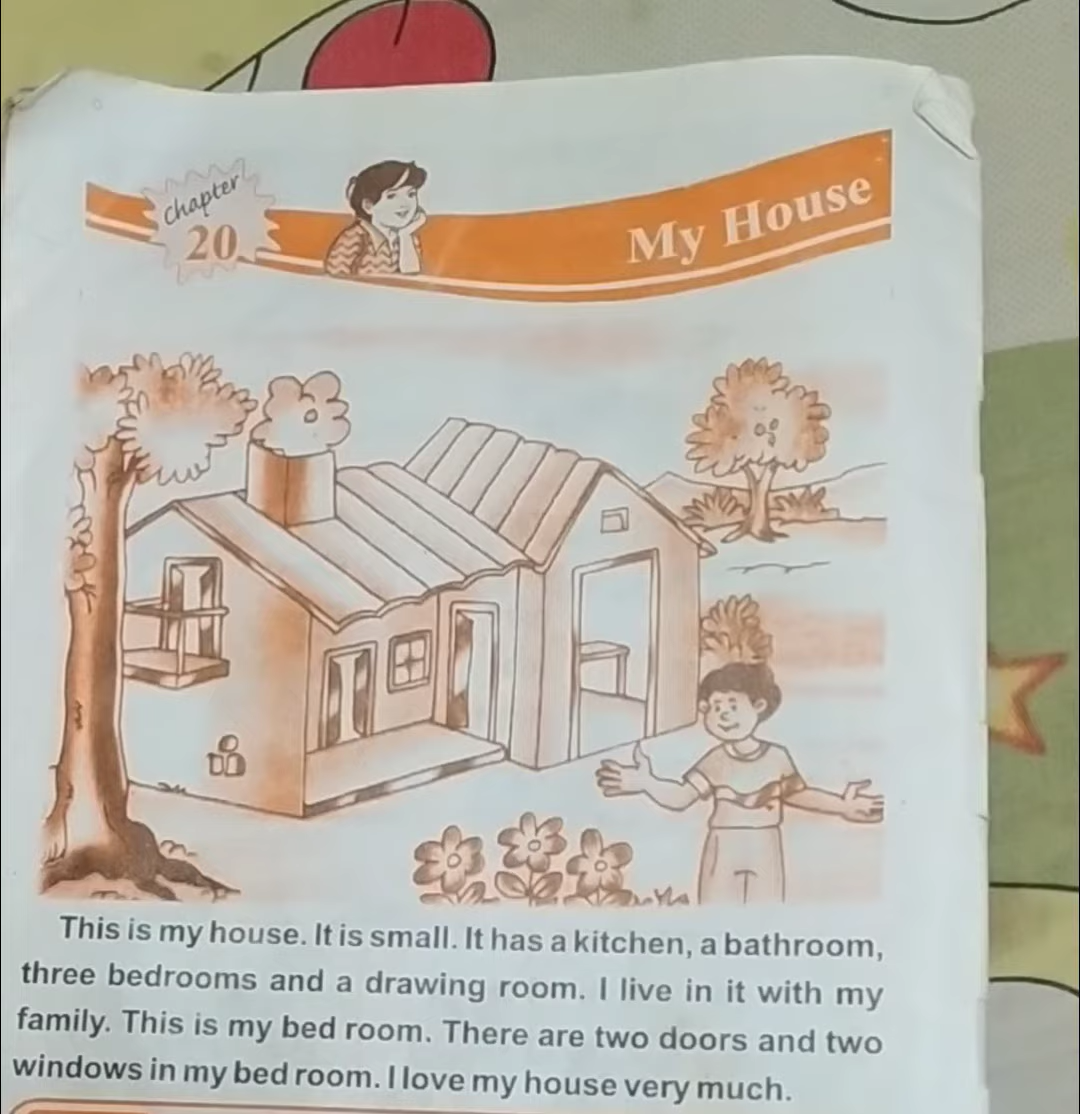 Chapter
20
My House
This is my house. It is small. It has a kitchen, a bathroom,
three bedrooms and a drawing room. I live in it with my
family. This is my bed room. There are two doors and two
windows in my bed room. I love my house very much.